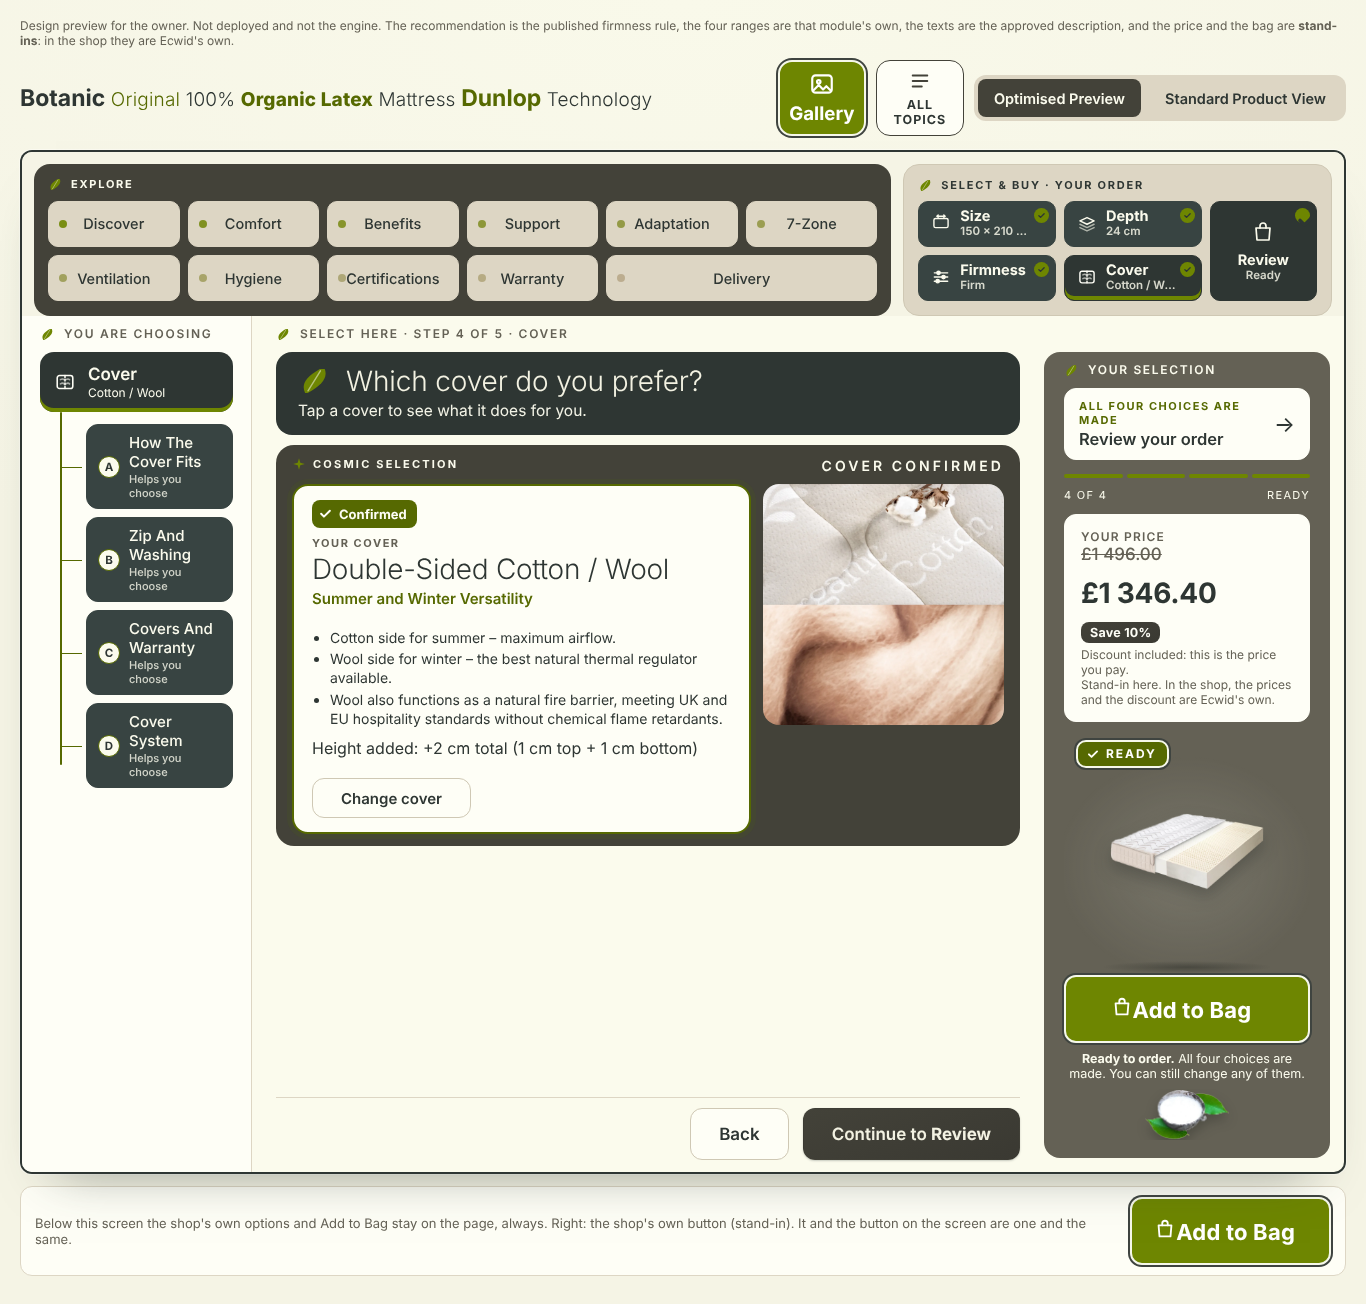 Design preview for the owner. Not deployed and not the engine. The recommendation is the published firmness rule, the four ranges are that module's own, the texts are the approved description, and the price and the bag are stand-
ins: in the shop they are Ecwid's own.
Botanic Original 100% Organic Latex Mattress Dunlop Technology
Gallery
ALL
TOPICS
Optimised Preview
Standard Product View
EXPLORE
Discover
Comfort
Benefits
Support
Adaptation
7-Zone
Ventilation
Hygiene
Certifications
Warranty
Delivery
SELECT & BUY · YOUR ORDER
Size
150 × 210 ...
Depth
24 cm
Firmness
Firm
Cover
Cotton / W...
Review
Ready
YOU ARE CHOOSING
Cover
Cotton / Wool
A
How The
Cover Fits
Helps you
choose
B
Zip And
Washing
Helps you
choose
C
Covers And
Warranty
Helps you
choose
D
Cover
System
Helps you
choose
SELECT HERE · STEP 4 OF 5 · COVER
Which cover do you prefer?
Tap a cover to see what it does for you.
COSMIC SELECTION
COVER CONFIRMED
Confirmed
YOUR COVER
Double-Sided Cotton / Wool
Summer and Winter Versatility
• Cotton side for summer – maximum airflow.
• Wool side for winter – the best natural thermal regulator
available.
• Wool also functions as a natural fire barrier, meeting UK and
EU hospitality standards without chemical flame retardants.
Height added: +2 cm total (1 cm top + 1 cm bottom)
Change cover
Cotton
Back
Continue to Review
YOUR SELECTION
ALL FOUR CHOICES ARE
MADE
Review your order
4 OF 4
READY
YOUR PRICE
£1 496.00
£1 346.40
Save 10%
Discount included: this is the price
you pay.
Stand-in here. In the shop, the prices
and the discount are Ecwid's own.
READY
Add to Bag
Ready to order. All four choices are
made. You can still change any of them.
Below this screen the shop's own options and Add to Bag stay on the page, always. Right: the shop's own button (stand-in). It and the button on the screen are one and the
same.
Add to Bag